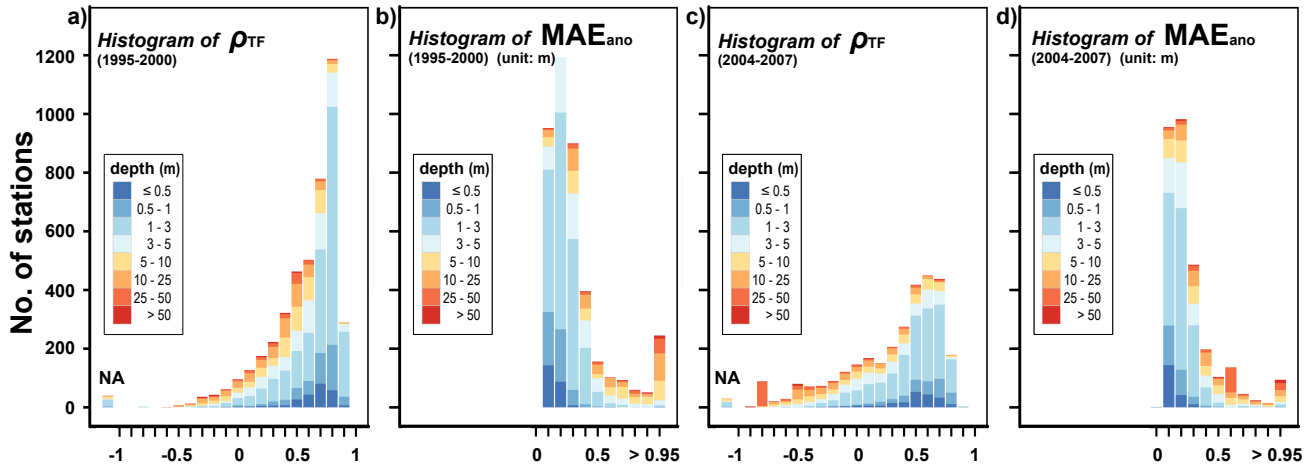 a)
Histogram of ρTF
(1995-2000)
No. of stations
1200
1000
800
600
400
200
0
depth (m)
≤ 0.5
0.5 - 1
1 - 3
3 - 5
5 - 10
10 - 25
25 - 50
> 50
NA
-1 -0.5 0 0.5 1
b)
Histogram of MAEano
(1995-2000) (unit: m)
depth (m)
≤ 0.5
0.5 - 1
1 - 3
3 - 5
5 - 10
10 - 25
25 - 50
> 50
0 0.5 > 0.95
c)
Histogram of ρTF
(2004-2007)
depth (m)
≤ 0.5
0.5 - 1
1 - 3
3 - 5
5 - 10
10 - 25
25 - 50
> 50
NA
-1 -0.5 0 0.5 1
d)
Histogram of MAEano
(2004-2007) (unit: m)
depth (m)
≤ 0.5
0.5 - 1
1 - 3
3 - 5
5 - 10
10 - 25
25 - 50
> 50
0 0.5 > 0.95